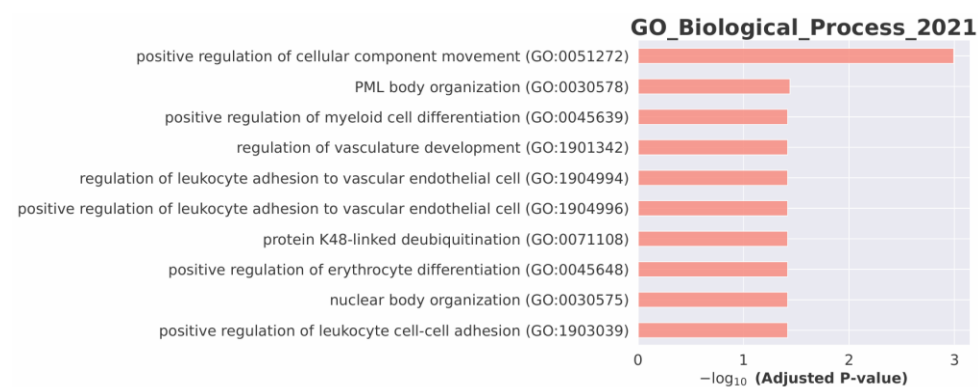 GO_Biological_Process_2021
positive regulation of cellular component movement (GO:0051272)
PML body organization (GO:0030578)
positive regulation of myeloid cell differentiation (GO:0045639)
regulation of vasculature development (GO:1901342)
regulation of leukocyte adhesion to vascular endothelial cell (GO:1904994)
positive regulation of leukocyte adhesion to vascular endothelial cell (GO:1904996)
protein K48-linked deubiquitination (GO:0071108)
positive regulation of erythrocyte differentiation (GO:0045648)
nuclear body organization (GO:0030575)
positive regulation of leukocyte cell-cell adhesion (GO:1903039)
0 1 2 3
−log₁₀ (Adjusted P-value)